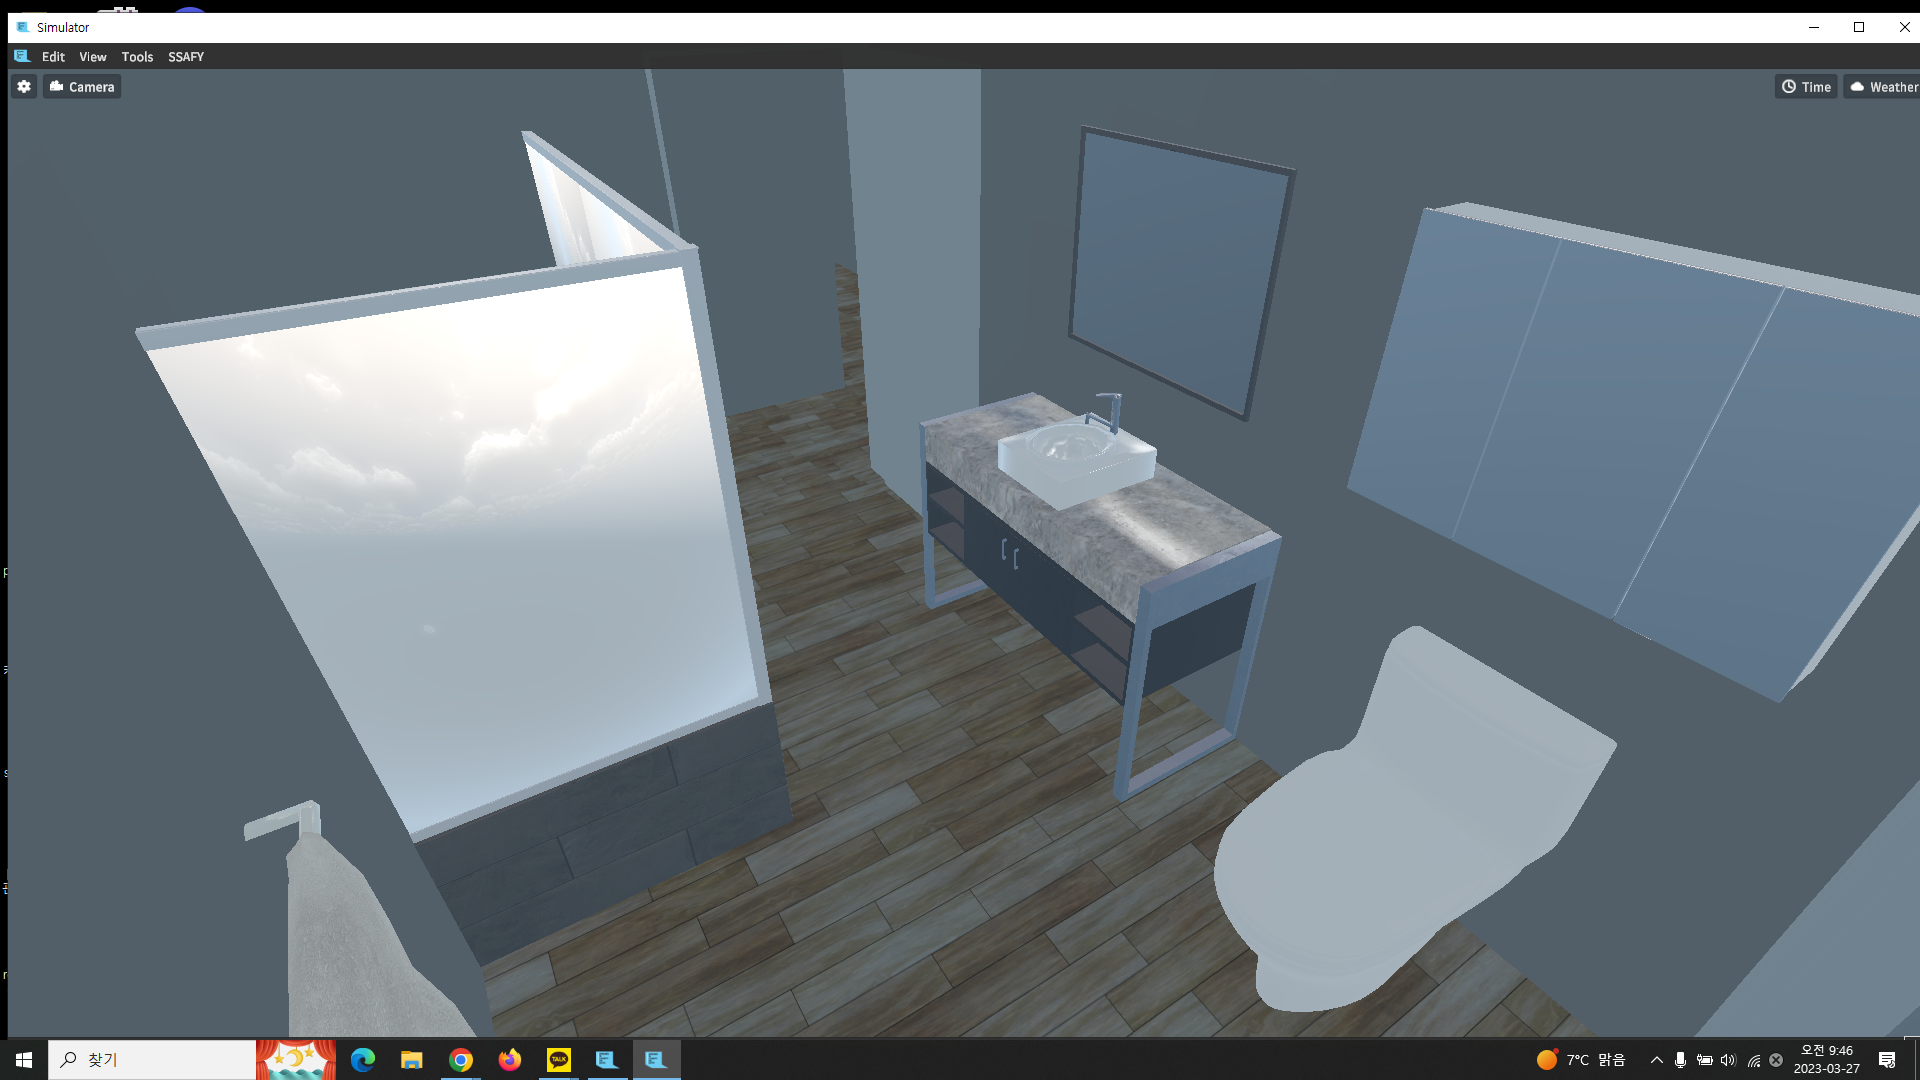 Simulator
Edit View Tools SSAFY
Camera
Time
Weather
찾기
TALK
7°C 맑음
오전 9:46
2023-03-27